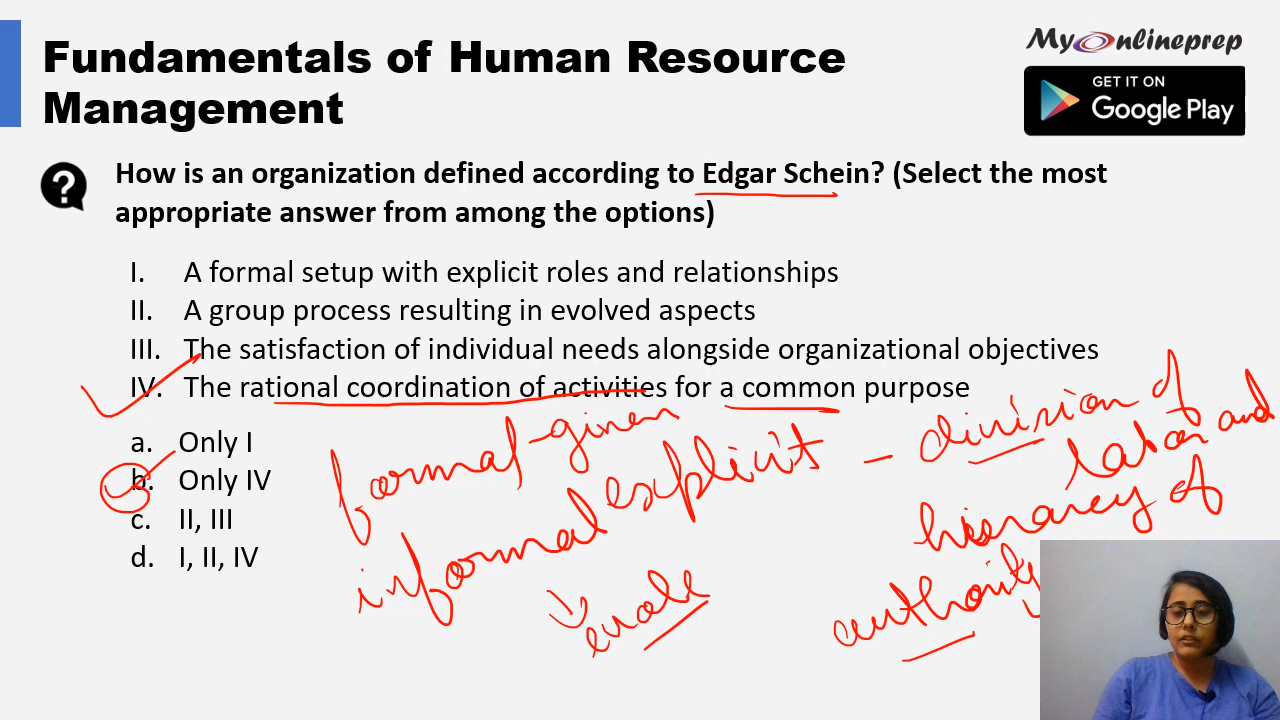 Fundamentals of Human Resource
Management
MyOnlineprep
GET IT ON
Google Play
How is an organization defined according to Edgar Schein? (Select the most
appropriate answer from among the options)
I. A formal setup with explicit roles and relationships
II. A group process resulting in evolved aspects
III. The satisfaction of individual needs alongside organizational objectives
IV. The rational coordination of activities for a common purpose
a. Only I
b. Only IV
c. II, III
d. I, II, IV
formal - given
informal explicit - division of
labor and
hierarcy of
authority
evole